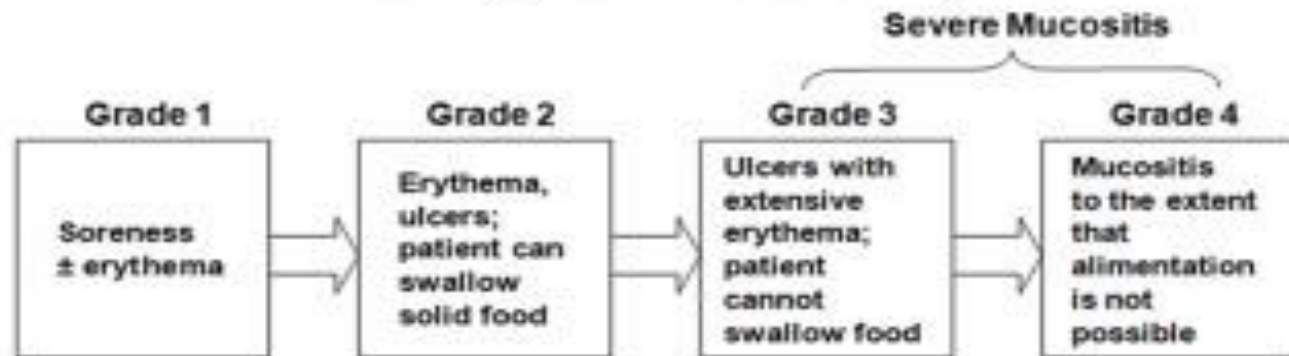 Severe Mucositis
Grade 1
Soreness
± erythema
Grade 2
Erythema,
ulcers;
patient can
swallow
solid food
Grade 3
Ulcers with
extensive
erythema;
patient
cannot
swallow food
Grade 4
Mucositis
to the extent
that
alimentation
is not
possible